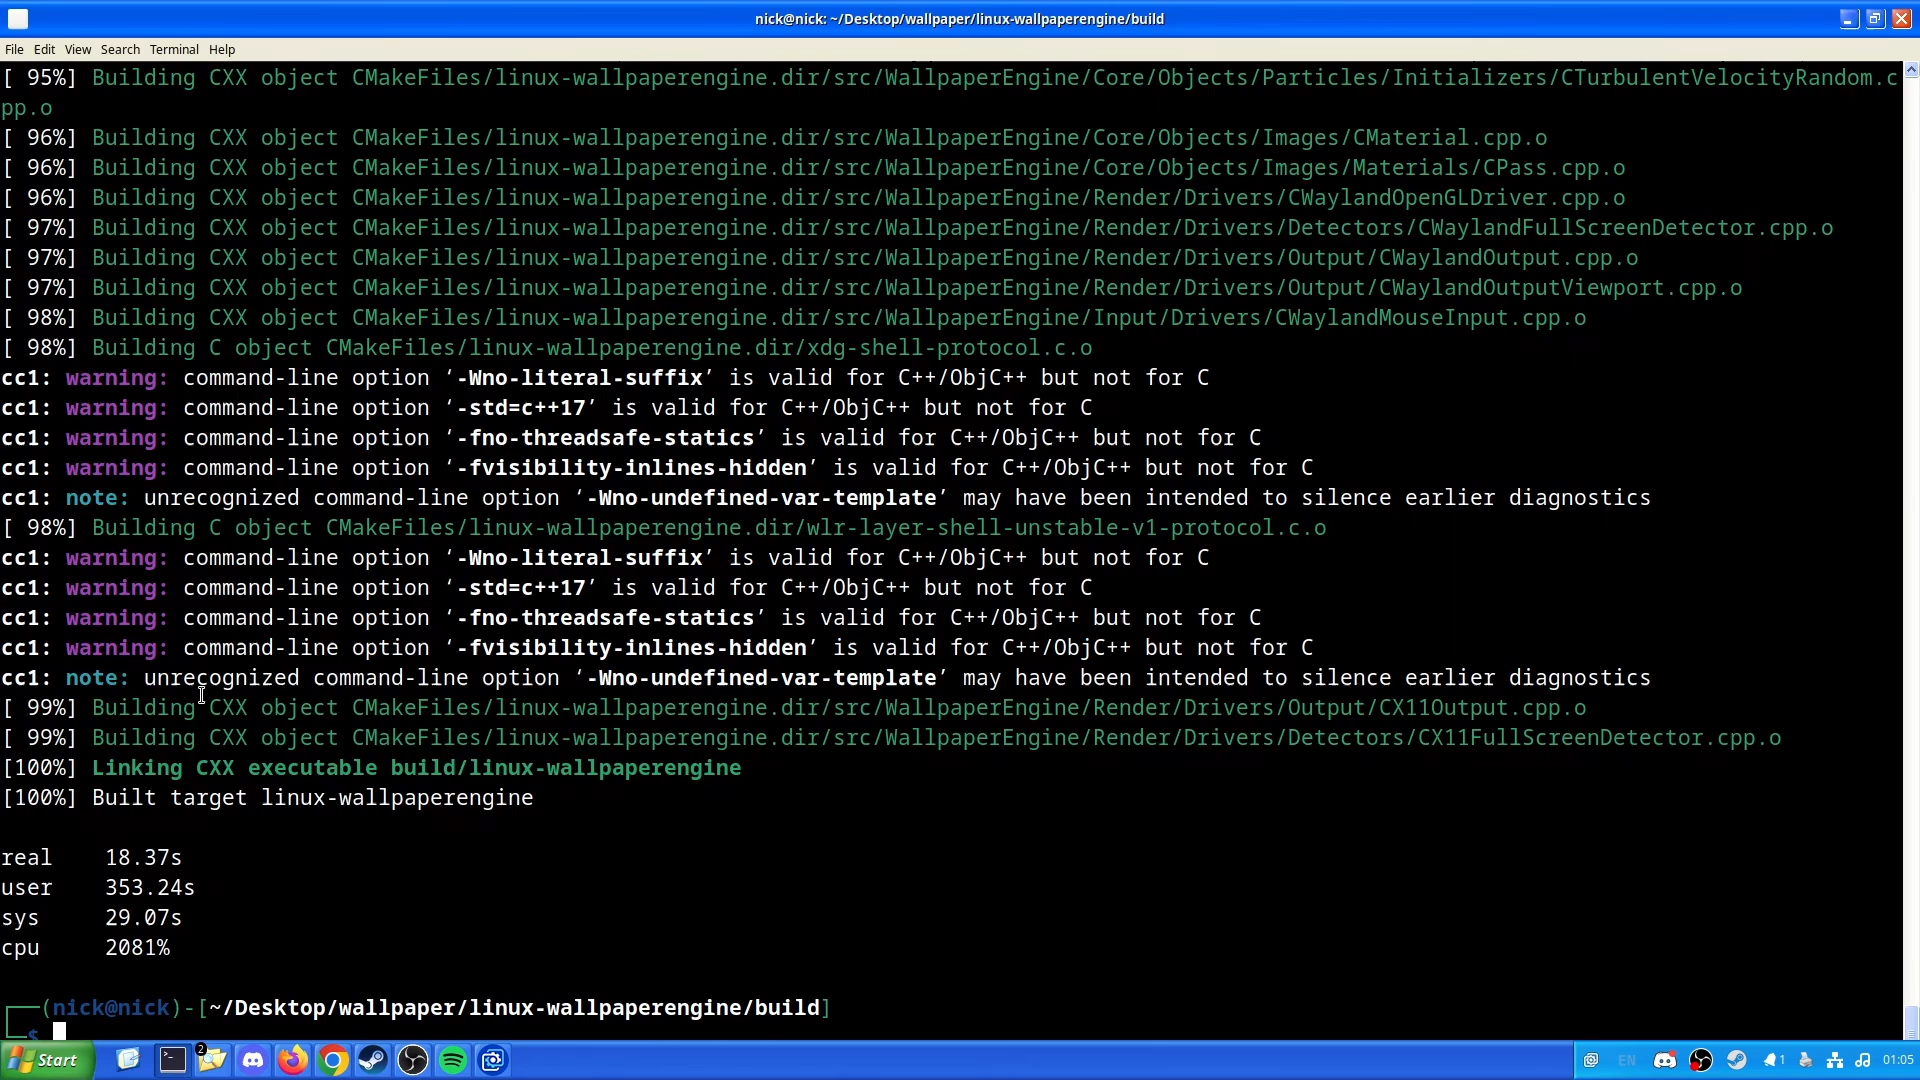 nick@nick: ~/Desktop/wallpaper/linux-wallpaperengine/build
File Edit View Search Terminal Help
[ 95%] Building CXX object CMakeFiles/linux-wallpaperengine.dir/src/WallpaperEngine/Core/Objects/Particles/Initializers/CTurbulentVelocityRandom.c
pp.o
[ 96%] Building CXX object CMakeFiles/linux-wallpaperengine.dir/src/WallpaperEngine/Core/Objects/Images/CMaterial.cpp.o
[ 96%] Building CXX object CMakeFiles/linux-wallpaperengine.dir/src/WallpaperEngine/Core/Objects/Images/Materials/CPass.cpp.o
[ 96%] Building CXX object CMakeFiles/linux-wallpaperengine.dir/src/WallpaperEngine/Render/Drivers/CWaylandOpenGLDriver.cpp.o
[ 97%] Building CXX object CMakeFiles/linux-wallpaperengine.dir/src/WallpaperEngine/Render/Drivers/Detectors/CWaylandFullScreenDetector.cpp.o
[ 97%] Building CXX object CMakeFiles/linux-wallpaperengine.dir/src/WallpaperEngine/Render/Drivers/Output/CWaylandOutput.cpp.o
[ 97%] Building CXX object CMakeFiles/linux-wallpaperengine.dir/src/WallpaperEngine/Render/Drivers/Output/CWaylandOutputViewport.cpp.o
[ 98%] Building CXX object CMakeFiles/linux-wallpaperengine.dir/src/WallpaperEngine/Input/Drivers/CWaylandMouseInput.cpp.o
[ 98%] Building C object CMakeFiles/linux-wallpaperengine.dir/xdg-shell-protocol.c.o
cc1: warning: command-line option ‘-Wno-literal-suffix’ is valid for C++/ObjC++ but not for C
cc1: warning: command-line option ‘-std=c++17’ is valid for C++/ObjC++ but not for C
cc1: warning: command-line option ‘-fno-threadsafe-statics’ is valid for C++/ObjC++ but not for C
cc1: warning: command-line option ‘-fvisibility-inlines-hidden’ is valid for C++/ObjC++ but not for C
cc1: note: unrecognized command-line option ‘-Wno-undefined-var-template’ may have been intended to silence earlier diagnostics
[ 98%] Building C object CMakeFiles/linux-wallpaperengine.dir/wlr-layer-shell-unstable-v1-protocol.c.o
cc1: warning: command-line option ‘-Wno-literal-suffix’ is valid for C++/ObjC++ but not for C
cc1: warning: command-line option ‘-std=c++17’ is valid for C++/ObjC++ but not for C
cc1: warning: command-line option ‘-fno-threadsafe-statics’ is valid for C++/ObjC++ but not for C
cc1: warning: command-line option ‘-fvisibility-inlines-hidden’ is valid for C++/ObjC++ but not for C
cc1: note: unrecognized command-line option ‘-Wno-undefined-var-template’ may have been intended to silence earlier diagnostics
[ 99%] Building CXX object CMakeFiles/linux-wallpaperengine.dir/src/WallpaperEngine/Render/Drivers/Output/CX11Output.cpp.o
[ 99%] Building CXX object CMakeFiles/linux-wallpaperengine.dir/src/WallpaperEngine/Render/Drivers/Detectors/CX11FullScreenDetector.cpp.o
[100%] Linking CXX executable build/linux-wallpaperengine
[100%] Built target linux-wallpaperengine
real 18.37s
user 353.24s
sys 29.07s
cpu 2081%
┌──(nick@nick)-[~/Desktop/wallpaper/linux-wallpaperengine/build]
└─$
Start 2 EN 1 01:05